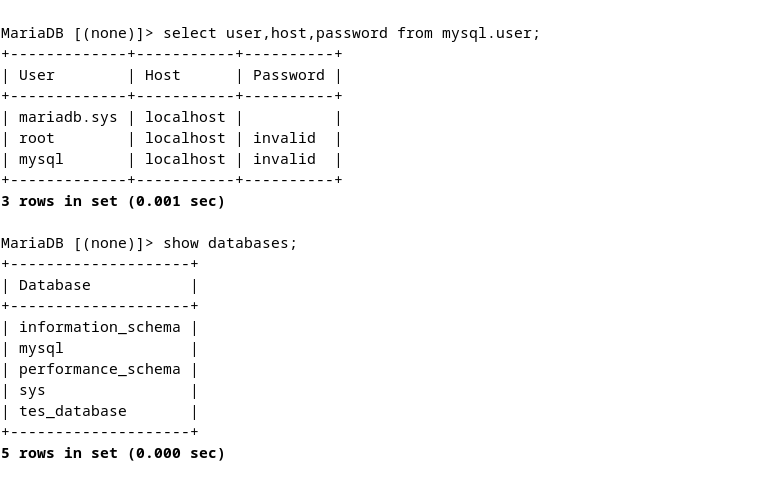 MariaDB [(none)]> select user,host,password from mysql.user;
+-------------+-----------+----------+
| User        | Host      | Password |
+-------------+-----------+----------+
| mariadb.sys | localhost |          |
| root        | localhost | invalid  |
| mysql       | localhost | invalid  |
+-------------+-----------+----------+
3 rows in set (0.001 sec)

MariaDB [(none)]> show databases;
+--------------------+
| Database           |
+--------------------+
| information_schema |
| mysql              |
| performance_schema |
| sys                |
| tes_database       |
+--------------------+
5 rows in set (0.000 sec)